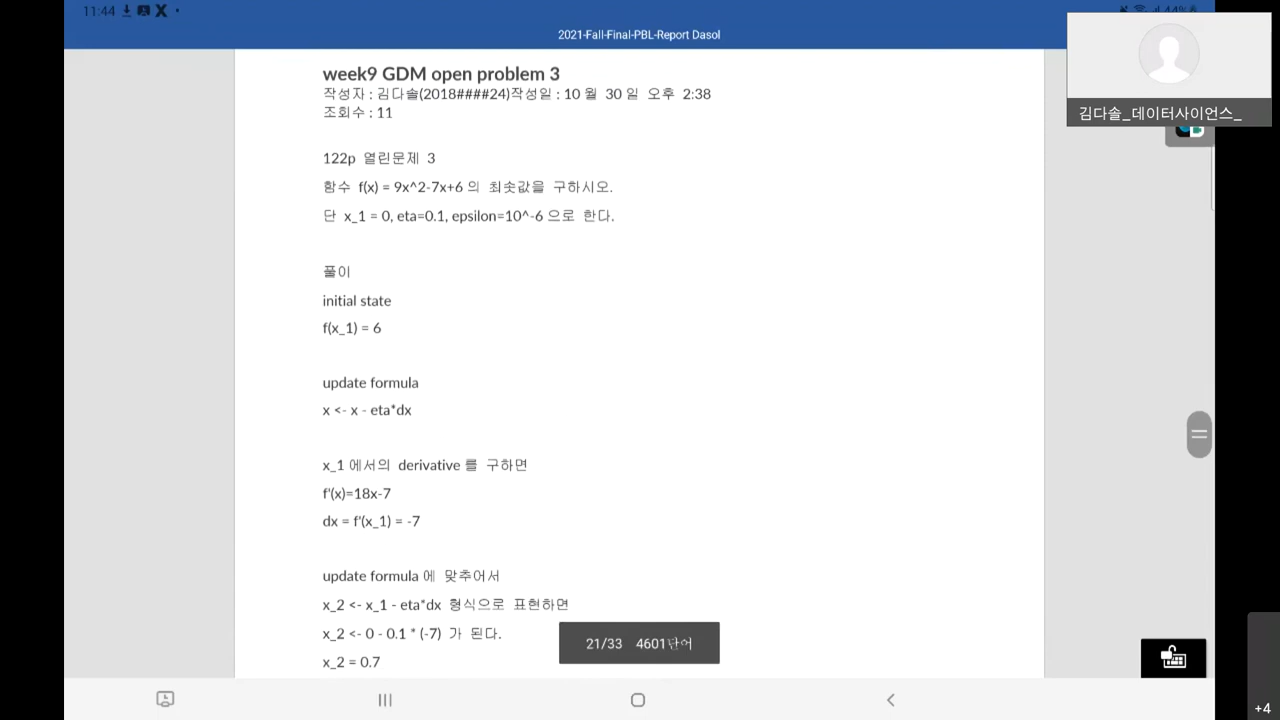 11:44
44%
2021-Fall-Final-PBL-Report Dasol
week9 GDM open problem 3
작성자 : 김다솔(2018####24)작성일 : 10 월 30 일 오후 2:38
조회수 : 11
122p 열린문제 3
함수 f(x) = 9x^2-7x+6 의 최솟값을 구하시오.
단 x_1 = 0, eta=0.1, epsilon=10^-6 으로 한다.
풀이
initial state
f(x_1) = 6
update formula
x <- x - eta*dx
x_1 에서의 derivative 를 구하면
f'(x)=18x-7
dx = f'(x_1) = -7
update formula 에 맞추어서
x_2 <- x_1 - eta*dx 형식으로 표현하면
x_2 <- 0 - 0.1 * (-7) 가 된다.
x_2 = 0.7
21/33 4601단어
김다솔_데이터사이언스_
+4